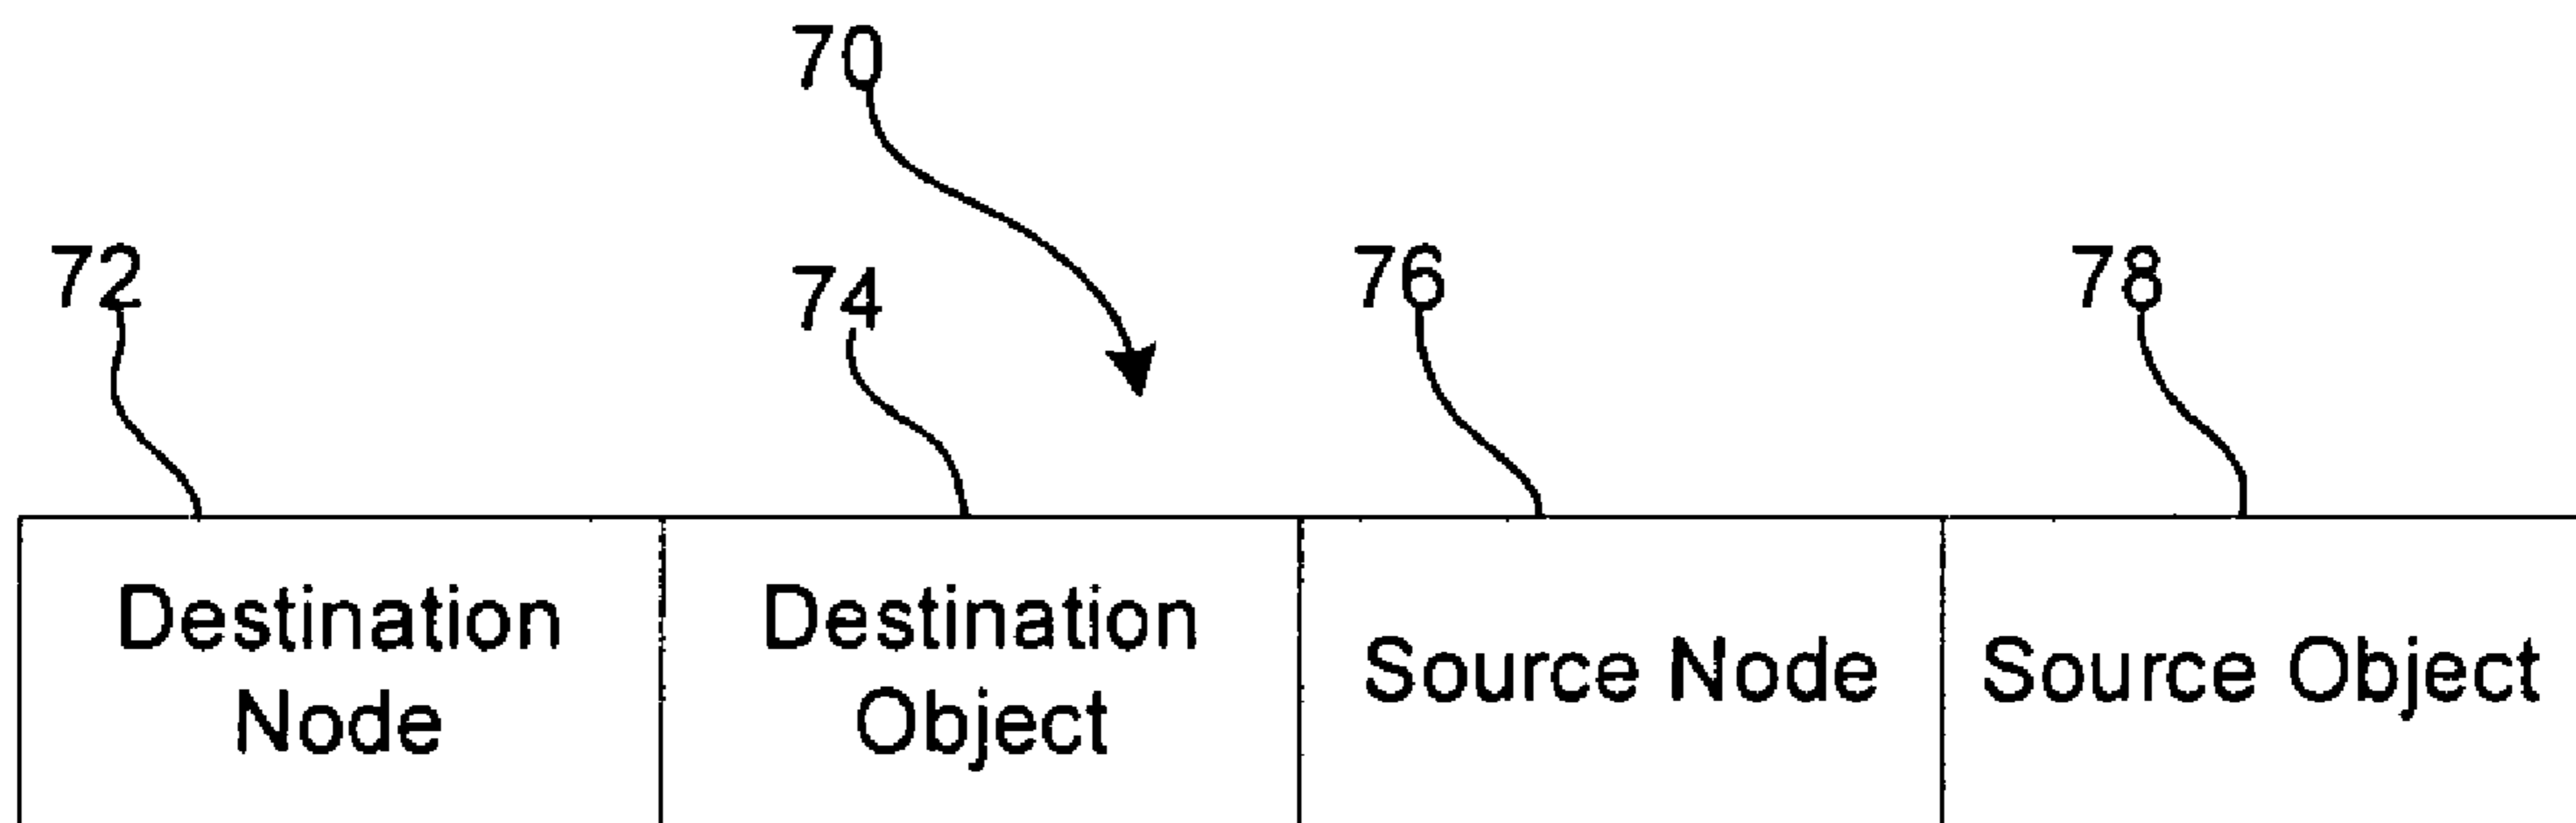 70
72
74
76
78
Destination
Node
Destination
Object
Source Node
Source Object